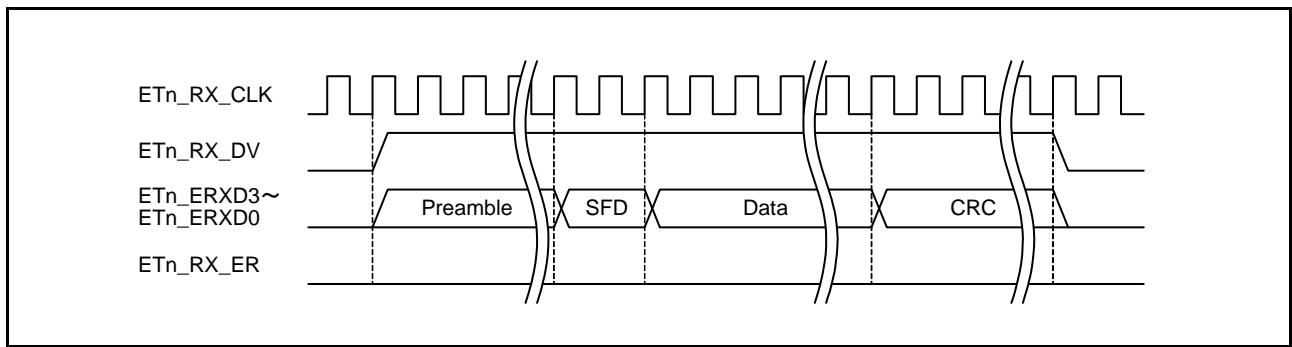 ETn_RX_CLK
ETn_RX_DV
ETn_ERXD3～
ETn_ERXD0
Preamble
SFD
Data
CRC
ETn_RX_ER